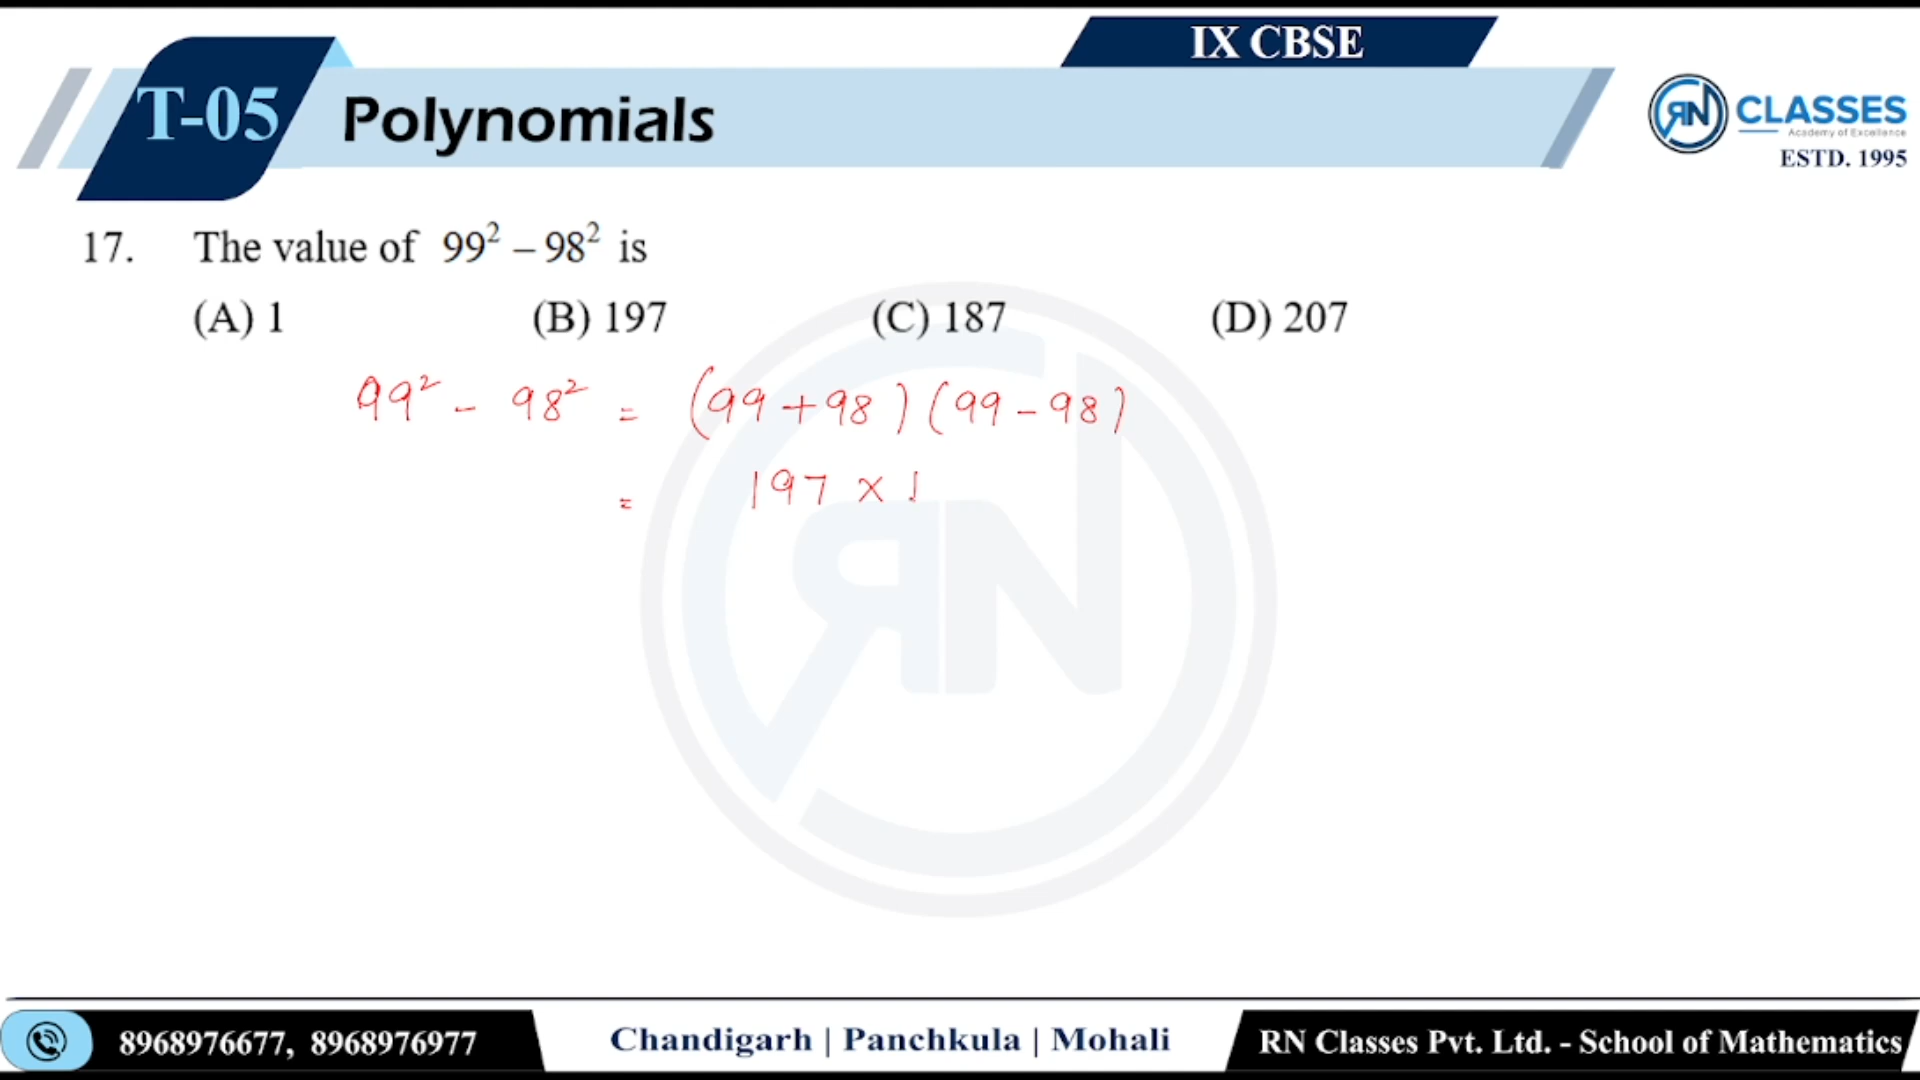 IX CBSE
T-05 Polynomials
RN CLASSES
Academy of Excellence
ESTD. 1995
17. The value of 99² – 98² is
(A) 1 (B) 197 (C) 187 (D) 207
99² - 98² = (99 + 98) (99 - 98)
= 197 × 1
RN
8968976677, 8968976977 Chandigarh | Panchkula | Mohali RN Classes Pvt. Ltd. - School of Mathematics